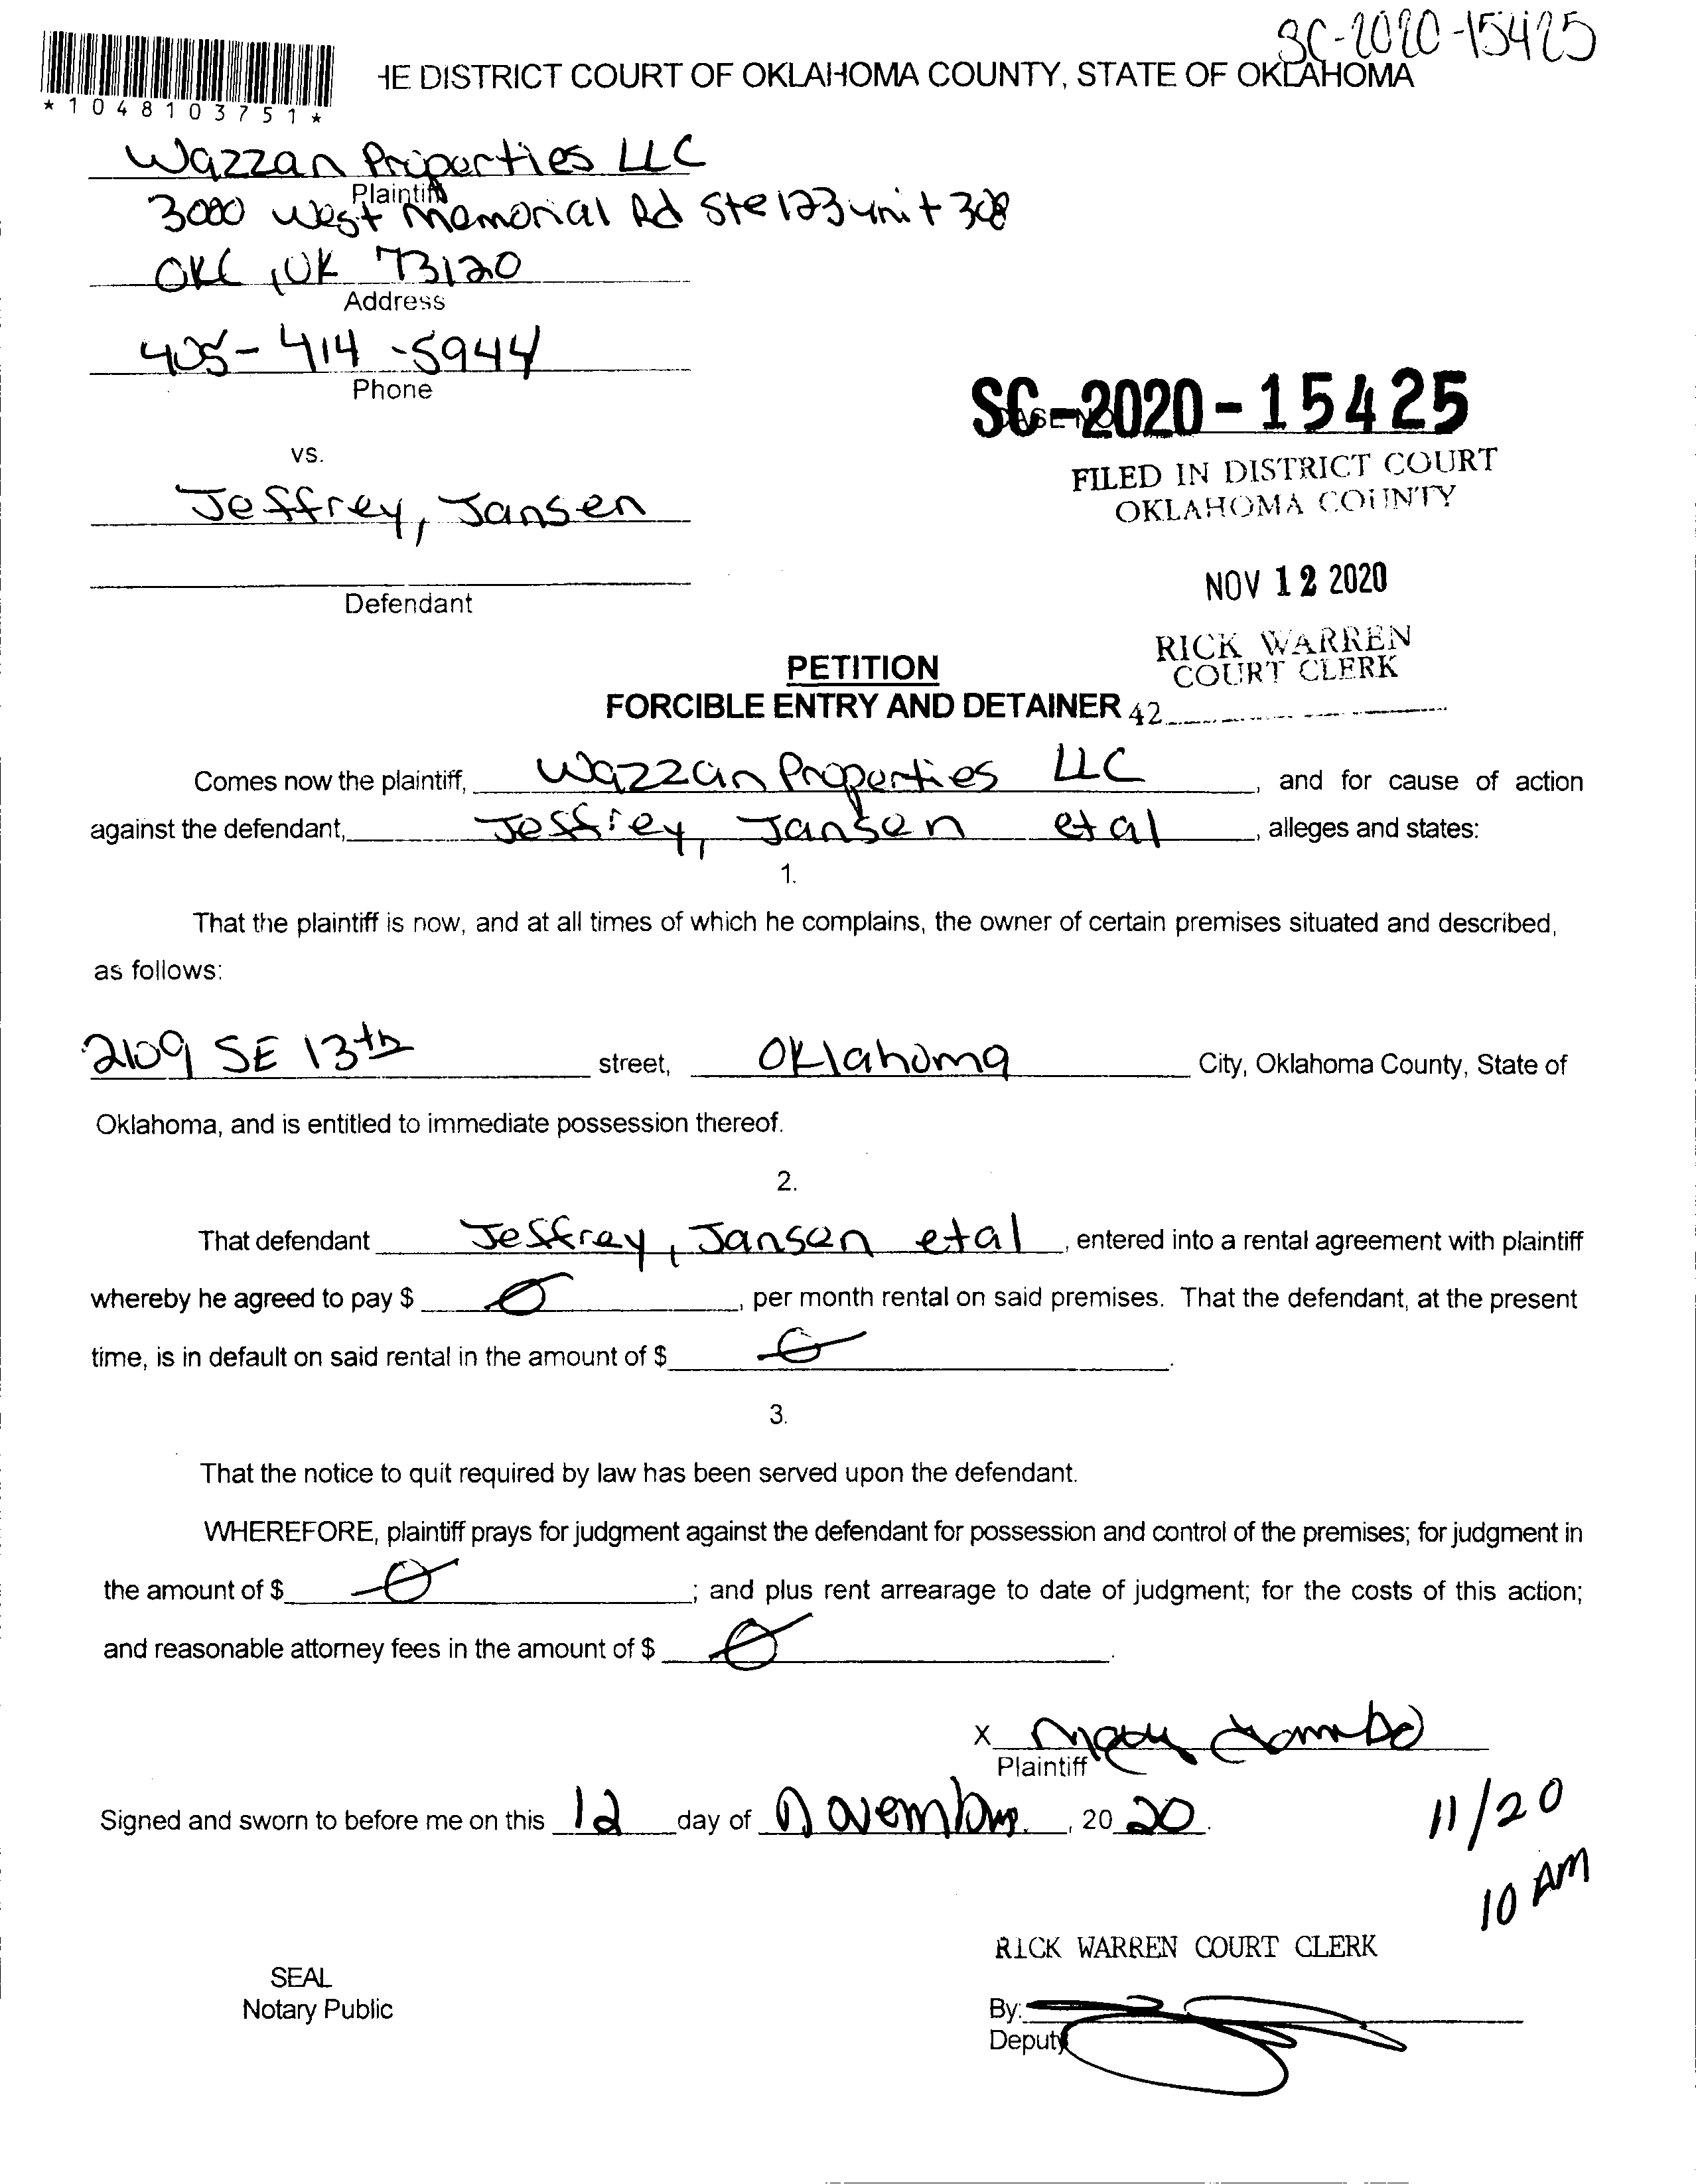 SC-2020-15425
HE DISTRICT COURT OF OKLAHOMA COUNTY, STATE OF OKLAHOMA
*1048103751*
Wazzan Properties LLC
Plaintiff
3000 West Memorial Rd Ste 123 unit 308
OKC, OK 73120
Address
405-414-5944
Phone
SC-2020-15425
CASE NO.
vs.
FILED IN DISTRICT COURT
OKLAHOMA COUNTY
Jeffrey, Jansen
NOV 12 2020
Defendant
RICK WARREN
COURT CLERK
PETITION
FORCIBLE ENTRY AND DETAINER 42
Comes now the plaintiff, Wazzan Properties LLC, and for cause of action
against the defendant, Jeffrey, Jansen et al, alleges and states:
1.
That the plaintiff is now, and at all times of which he complains, the owner of certain premises situated and described,
as follows:
2109 SE 13th street, Oklahoma City, Oklahoma County, State of
Oklahoma, and is entitled to immediate possession thereof.
2.
That defendant Jeffrey, Jansen et al, entered into a rental agreement with plaintiff
whereby he agreed to pay $ 0, per month rental on said premises. That the defendant, at the present
time, is in default on said rental in the amount of $ 0.
3.
That the notice to quit required by law has been served upon the defendant.
WHEREFORE, plaintiff prays for judgment against the defendant for possession and control of the premises; for judgment in
the amount of $ 0; and plus rent arrearage to date of judgment; for the costs of this action;
and reasonable attorney fees in the amount of $ 0.
X
Plaintiff
Signed and sworn to before me on this 12 day of November, 2020.
11/20
10 AM
RICK WARREN COURT CLERK
SEAL
Notary Public
By:
Deputy